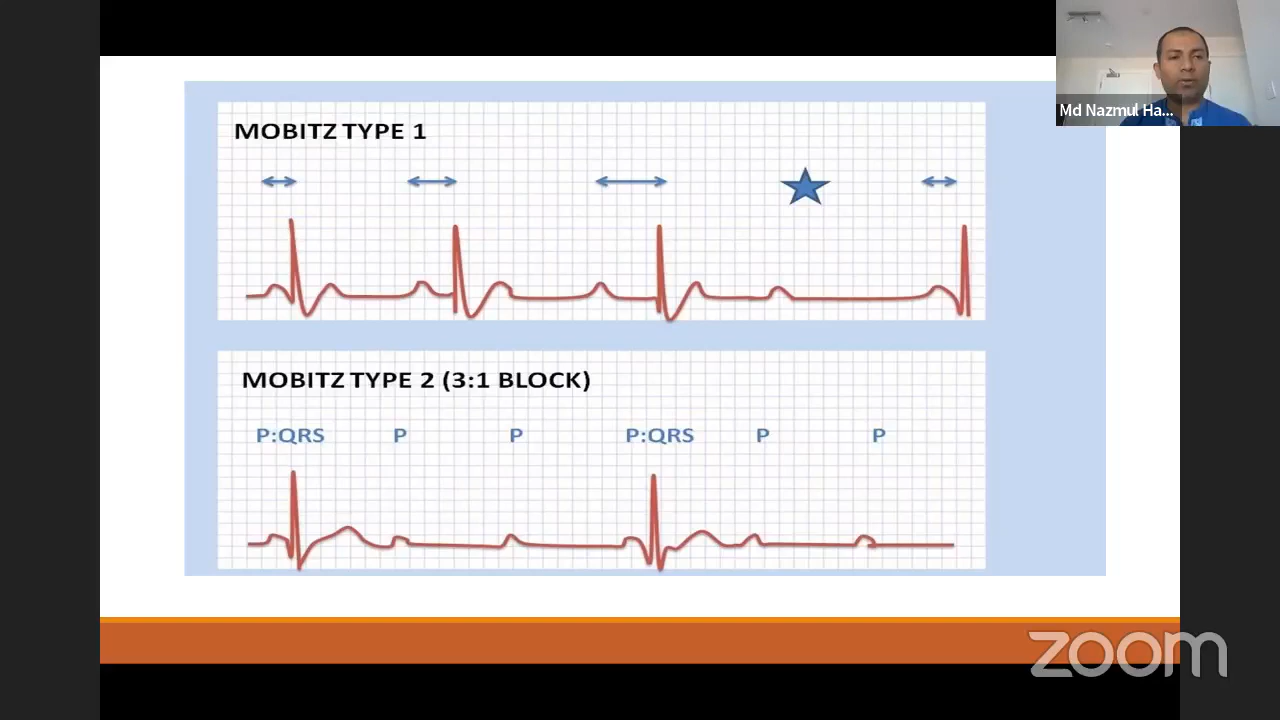 MOBITZ TYPE 1
MOBITZ TYPE 2 (3:1 BLOCK)
P:QRS P P P:QRS P P
Md Nazmul Ha...
zoom